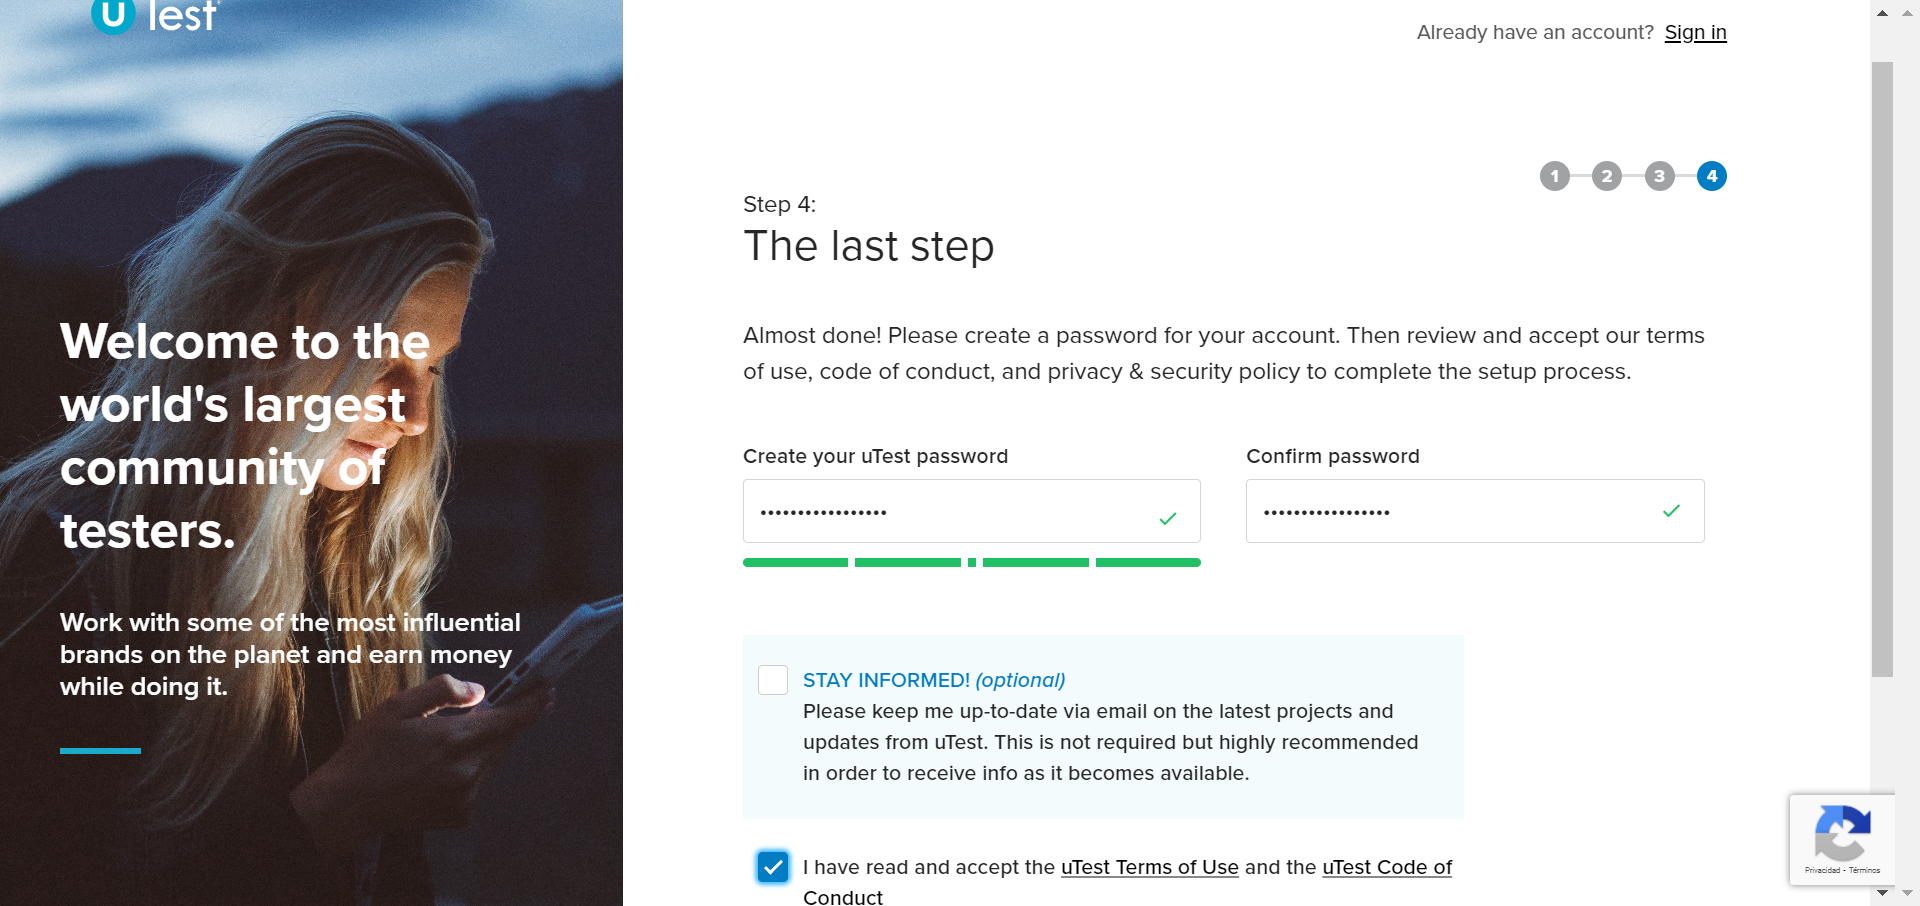 u Test
Already have an account? Sign in
1 2 3 4
Step 4:
The last step
Almost done! Please create a password for your account. Then review and accept our terms
of use, code of conduct, and privacy & security policy to complete the setup process.
Create your uTest password
Confirm password
•••••••••••••••••
•••••••••••••••••
STAY INFORMED! (optional)
Please keep me up-to-date via email on the latest projects and
updates from uTest. This is not required but highly recommended
in order to receive info as it becomes available.
I have read and accept the uTest Terms of Use and the uTest Code of
Conduct
Welcome to the
world's largest
community of
testers.
Work with some of the most influential
brands on the planet and earn money
while doing it.
Privacidad - Términos